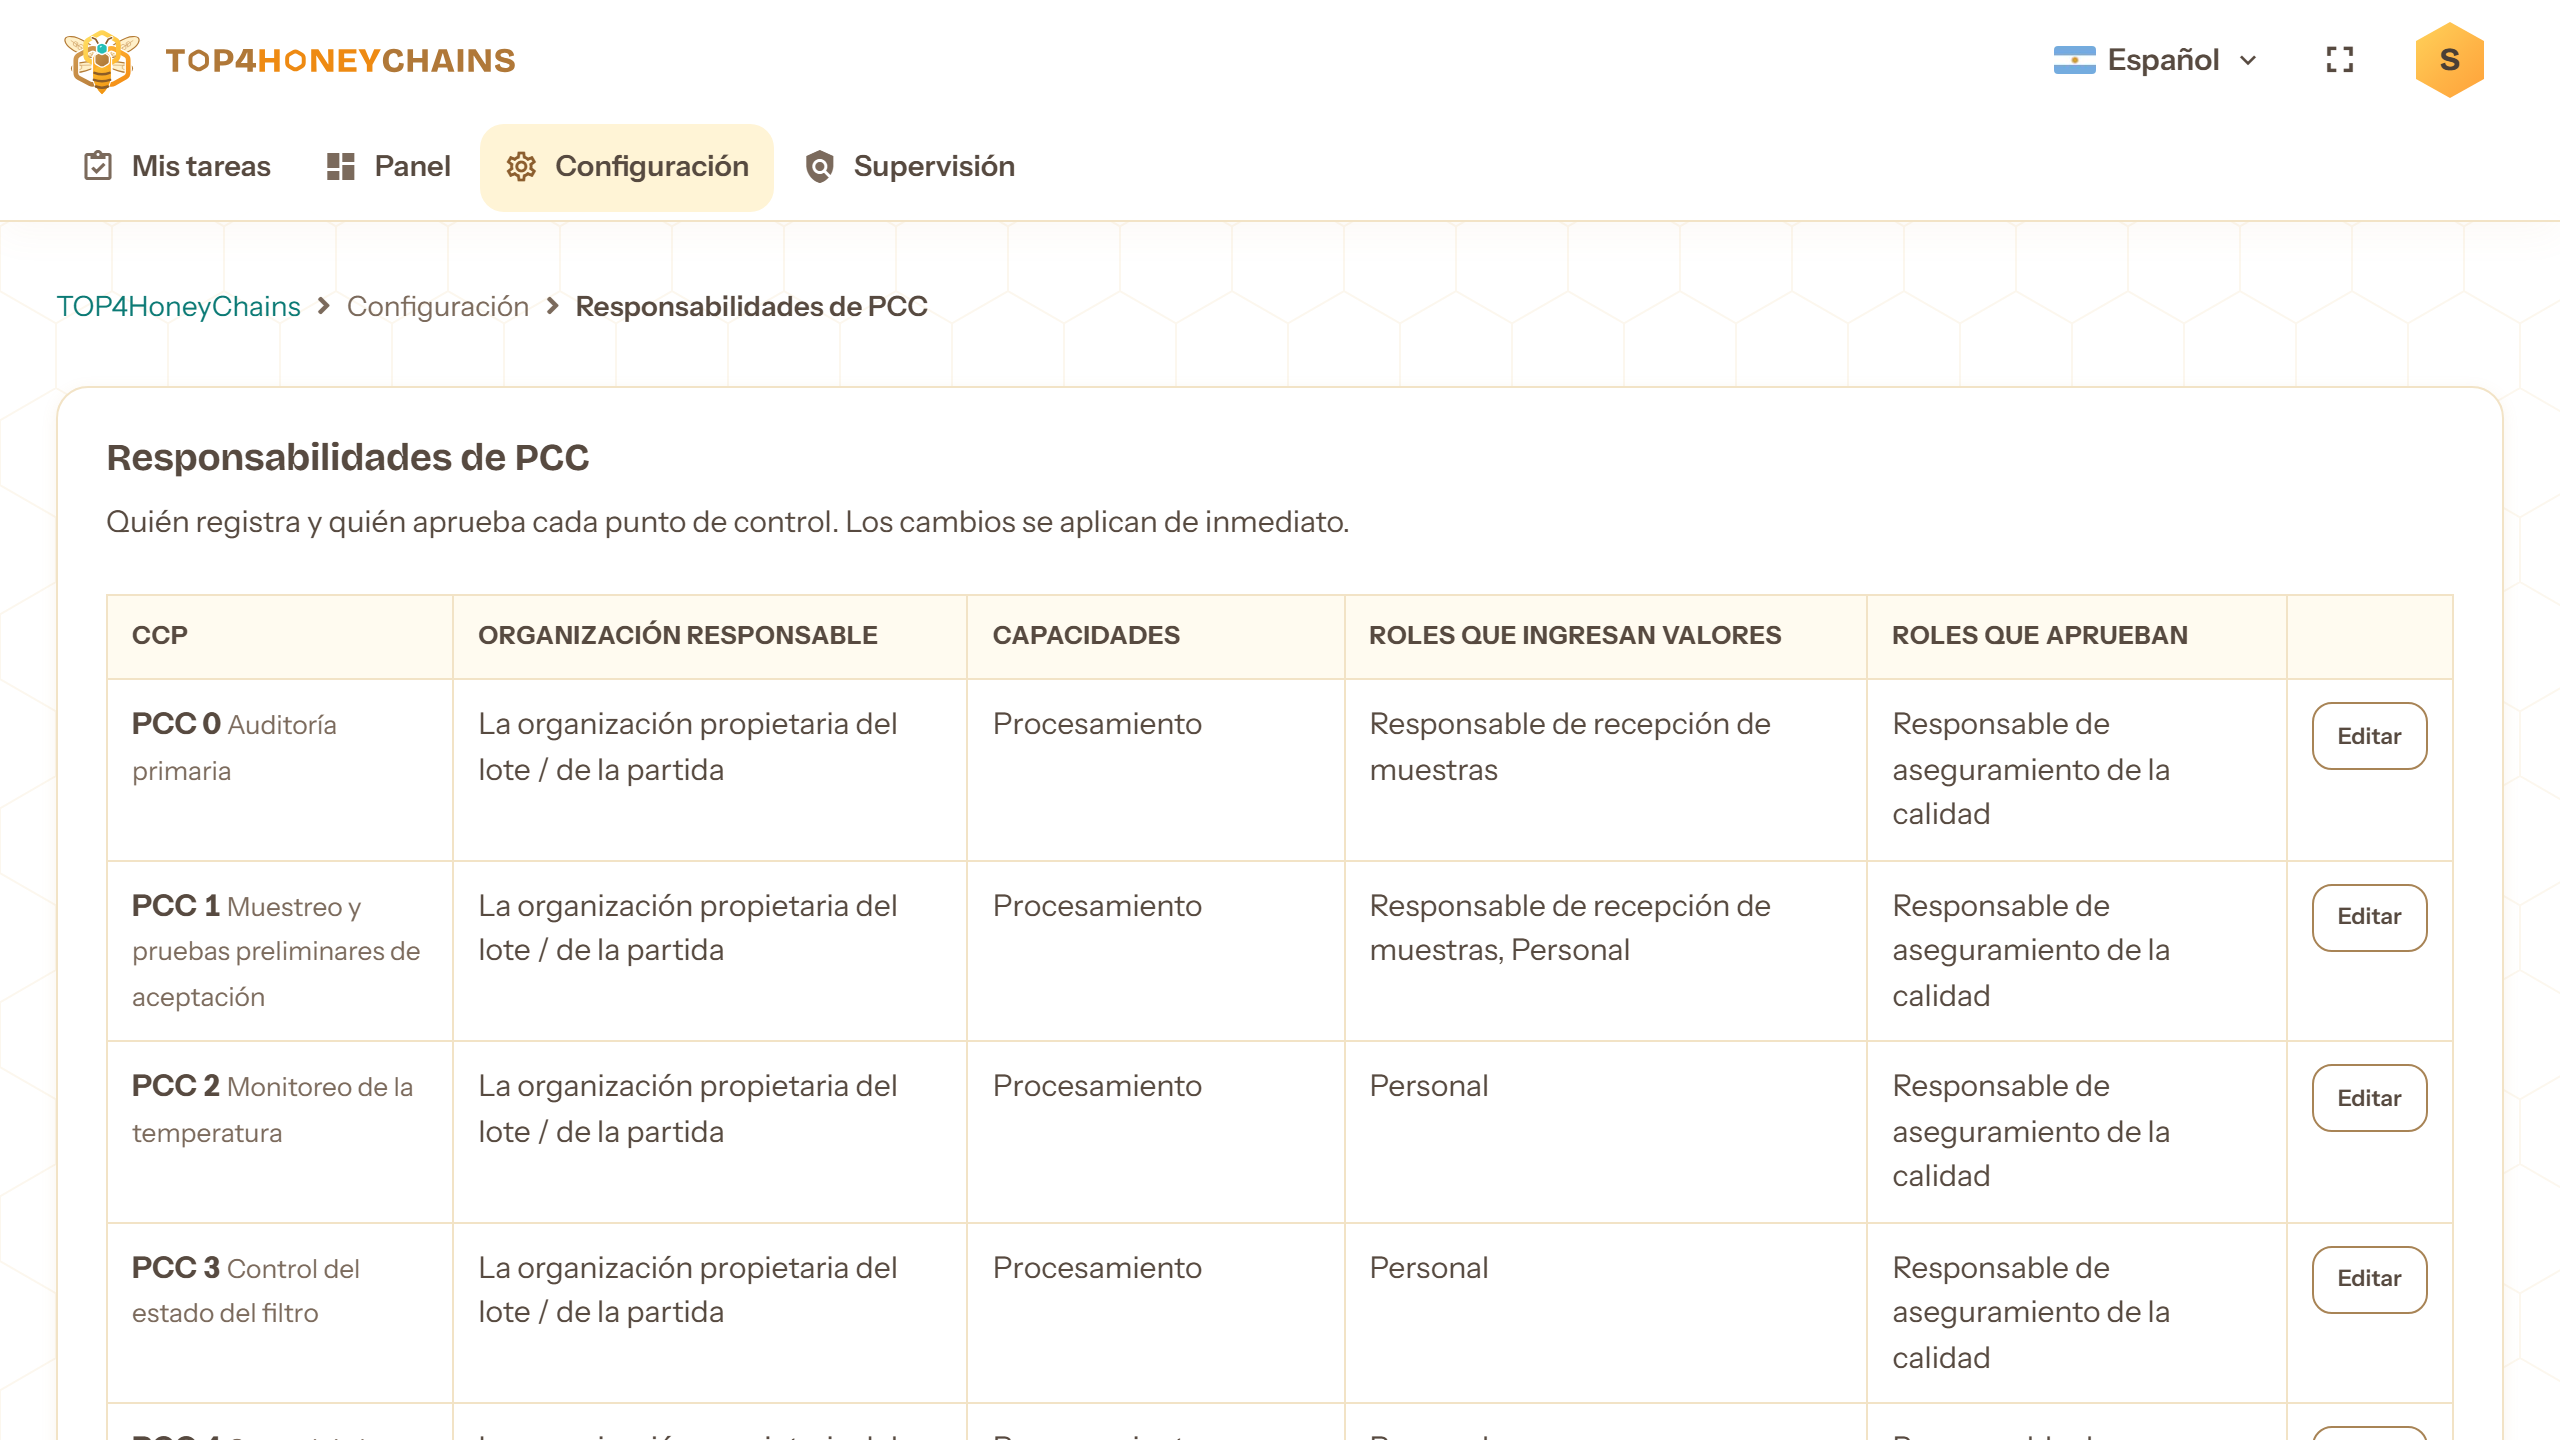 TOP4HONEYCHAINS
Español
S
Mis tareas
Panel
Configuración
Supervisión
TOP4HoneyChains > Configuración > Responsabilidades de PCC
Responsabilidades de PCC
Quién registra y quién aprueba cada punto de control. Los cambios se aplican de inmediato.
CCP
ORGANIZACIÓN RESPONSABLE
CAPACIDADES
ROLES QUE INGRESAN VALORES
ROLES QUE APRUEBAN
PCC 0 Auditoría
primaria
La organización propietaria del
lote / de la partida
Procesamiento
Responsable de recepción de
muestras
Responsable de
aseguramiento de la
calidad
Editar
PCC 1 Muestreo y
pruebas preliminares de
aceptación
La organización propietaria del
lote / de la partida
Procesamiento
Responsable de recepción de
muestras, Personal
Responsable de
aseguramiento de la
calidad
Editar
PCC 2 Monitoreo de la
temperatura
La organización propietaria del
lote / de la partida
Procesamiento
Personal
Responsable de
aseguramiento de la
calidad
Editar
PCC 3 Control del
estado del filtro
La organización propietaria del
lote / de la partida
Procesamiento
Personal
Responsable de
aseguramiento de la
calidad
Editar